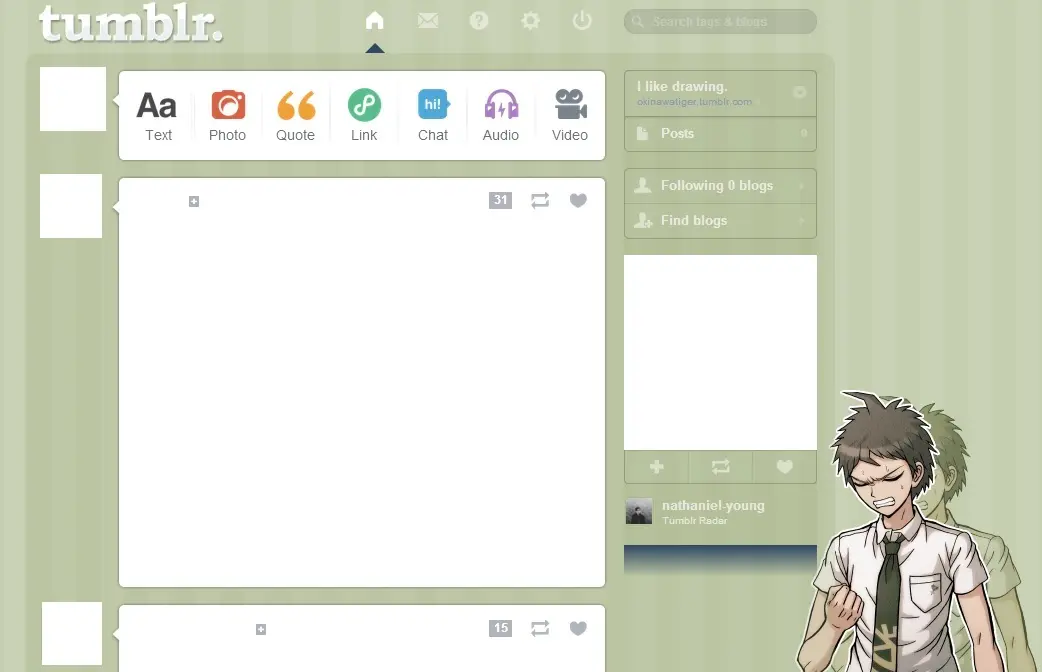 tumblr.
Search tags & blogs
Aa
hi!
Text
Photo
Quote
Link
Chat
Audio
Video
I like drawing.
okinawatiger.tumblr.com
Posts 0
Following 0 blogs
Find blogs
31
nathaniel-young
Tumblr Radar
15